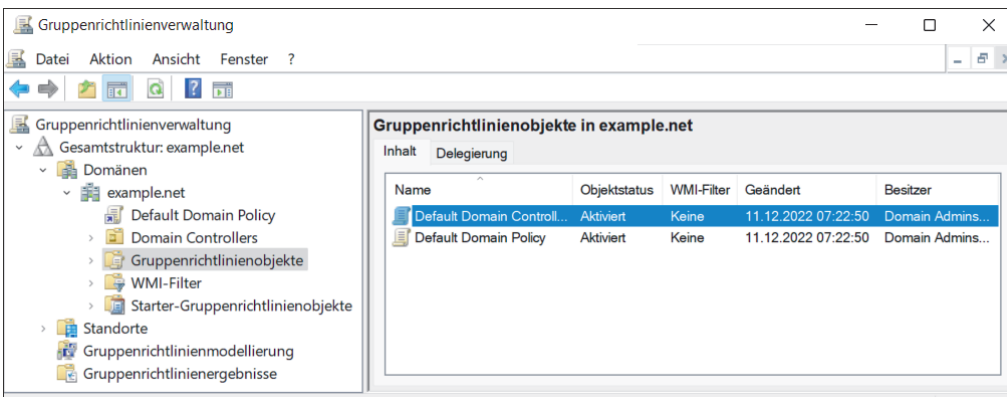 Gruppenrichtlinienverwaltung
Datei Aktion Ansicht Fenster ?
Gruppenrichtlinienverwaltung
Gesamtstruktur: example.net
Domänen
example.net
Default Domain Policy
Domain Controllers
Gruppenrichtlinienobjekte
WMI-Filter
Starter-Gruppenrichtlinienobjekte
Standorte
Gruppenrichtlinienmodellierung
Gruppenrichtlinienergebnisse
Gruppenrichtlinienobjekte in example.net
Inhalt Delegierung
Name Objektstatus WMI-Filter Geändert Besitzer
Default Domain Controll... Aktiviert Keine 11.12.2022 07:22:50 Domain Admins...
Default Domain Policy Aktiviert Keine 11.12.2022 07:22:50 Domain Admins...